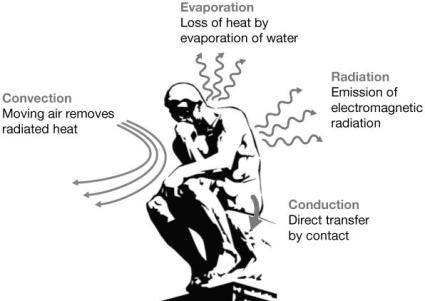 Evaporation
Loss of heat by
evaporation of water
Radiation
Emission of
electromagnetic
radiation
Convection
Moving air removes
radiated heat
Conduction
Direct transfer
by contact